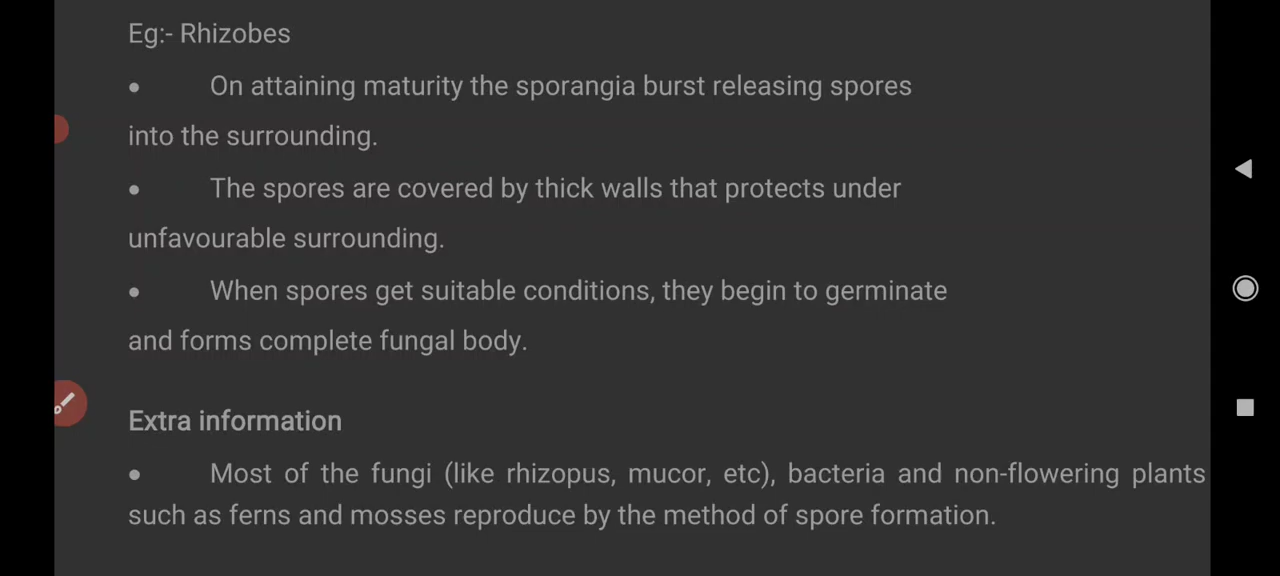 Eg:- Rhizobes
• On attaining maturity the sporangia burst releasing spores
into the surrounding.
• The spores are covered by thick walls that protects under
unfavourable surrounding.
• When spores get suitable conditions, they begin to germinate
and forms complete fungal body.
Extra information
• Most of the fungi (like rhizopus, mucor, etc), bacteria and non-flowering plants
such as ferns and mosses reproduce by the method of spore formation.